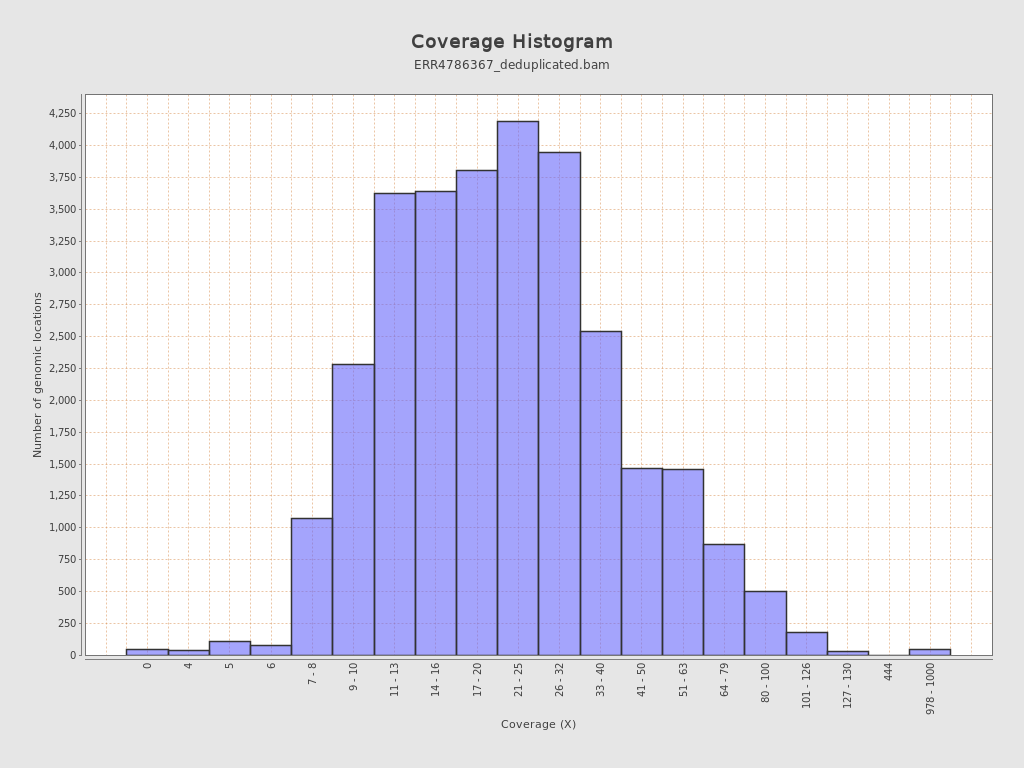 Coverage Histogram
ERR4786367_deduplicated.bam
Number of genomic locations
4,250
4,000
3,750
3,500
3,250
3,000
2,750
2,500
2,250
2,000
1,750
1,500
1,250
1,000
750
500
250
0
0
4
5
6
7 - 8
9 - 10
11 - 13
14 - 16
17 - 20
21 - 25
26 - 32
33 - 40
41 - 50
51 - 63
64 - 79
80 - 100
101 - 126
127 - 130
444
978 - 1000
Coverage (X)